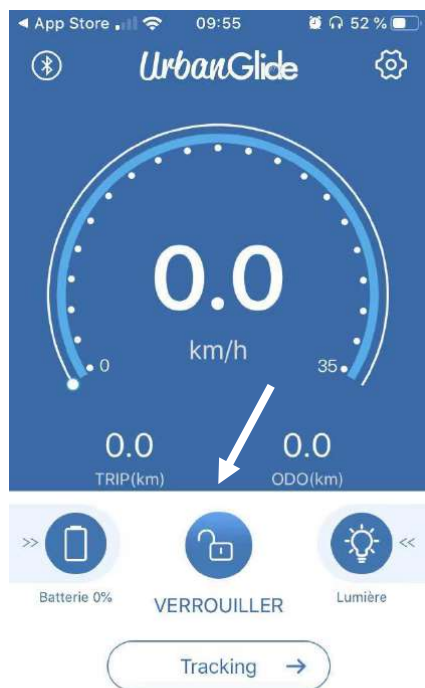 ◄ App Store 09:55 52 %
UrbanGlide
0.0
km/h
0 35
0.0 0.0
TRIP(km) ODO(km)
>> <<
Batterie 0% VERROUILLER Lumière
Tracking →